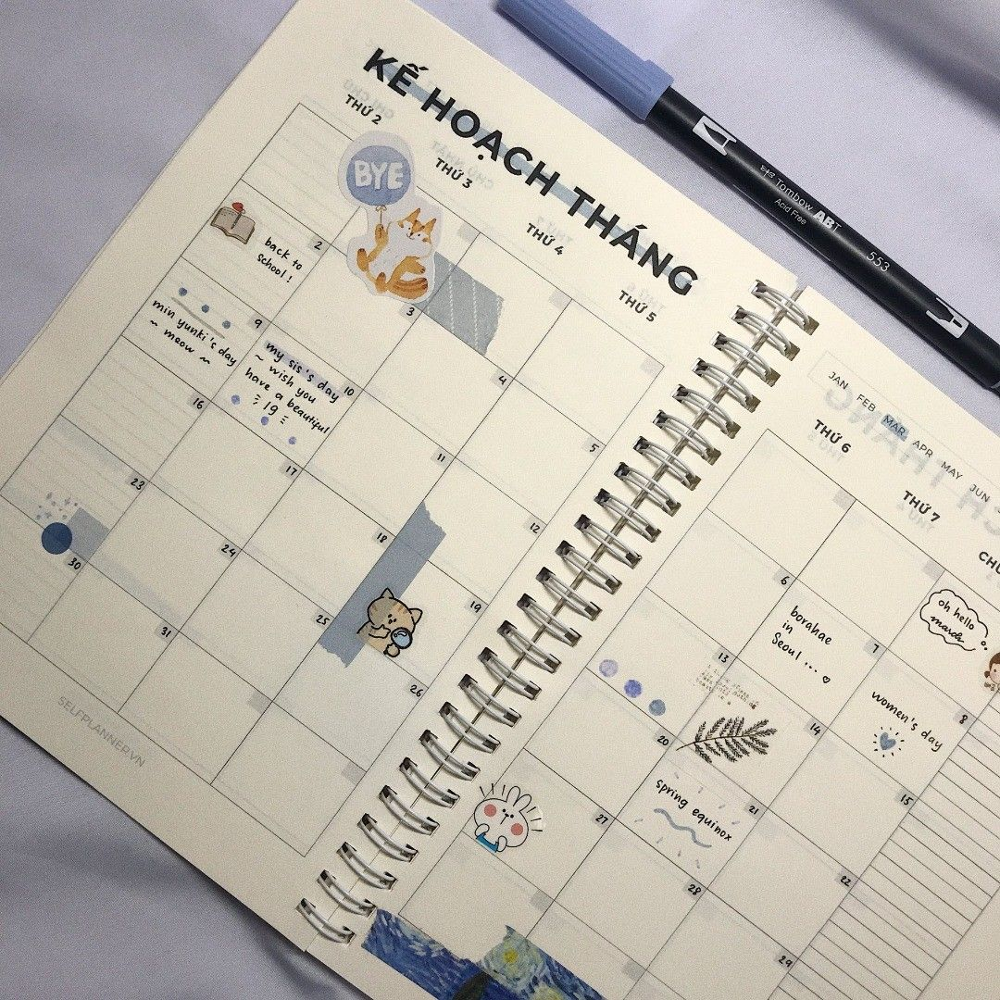 KẾ HOẠCH THÁNG
THỨ 2
THỨ 3
THỨ 4
THỨ 5
BYE
2
back to
school!
3
4
5
9
min yunki's day
~ meow ~
10
my sis's day
~ wish you
have a beautiful
19
11
12
16
17
18
19
23
24
25
26
30
31
SELFPLANNER.VN
JAN FEB MAR APR MAY JUN
THỨ 6
THỨ 7
CHỦ
oh hello
march
6
7
borahae
in
Seoul ... ♡
8
women's day
13
14
15
20
spring equinox
21
22
27
28
29
Tombow ABT
Acid Free
553